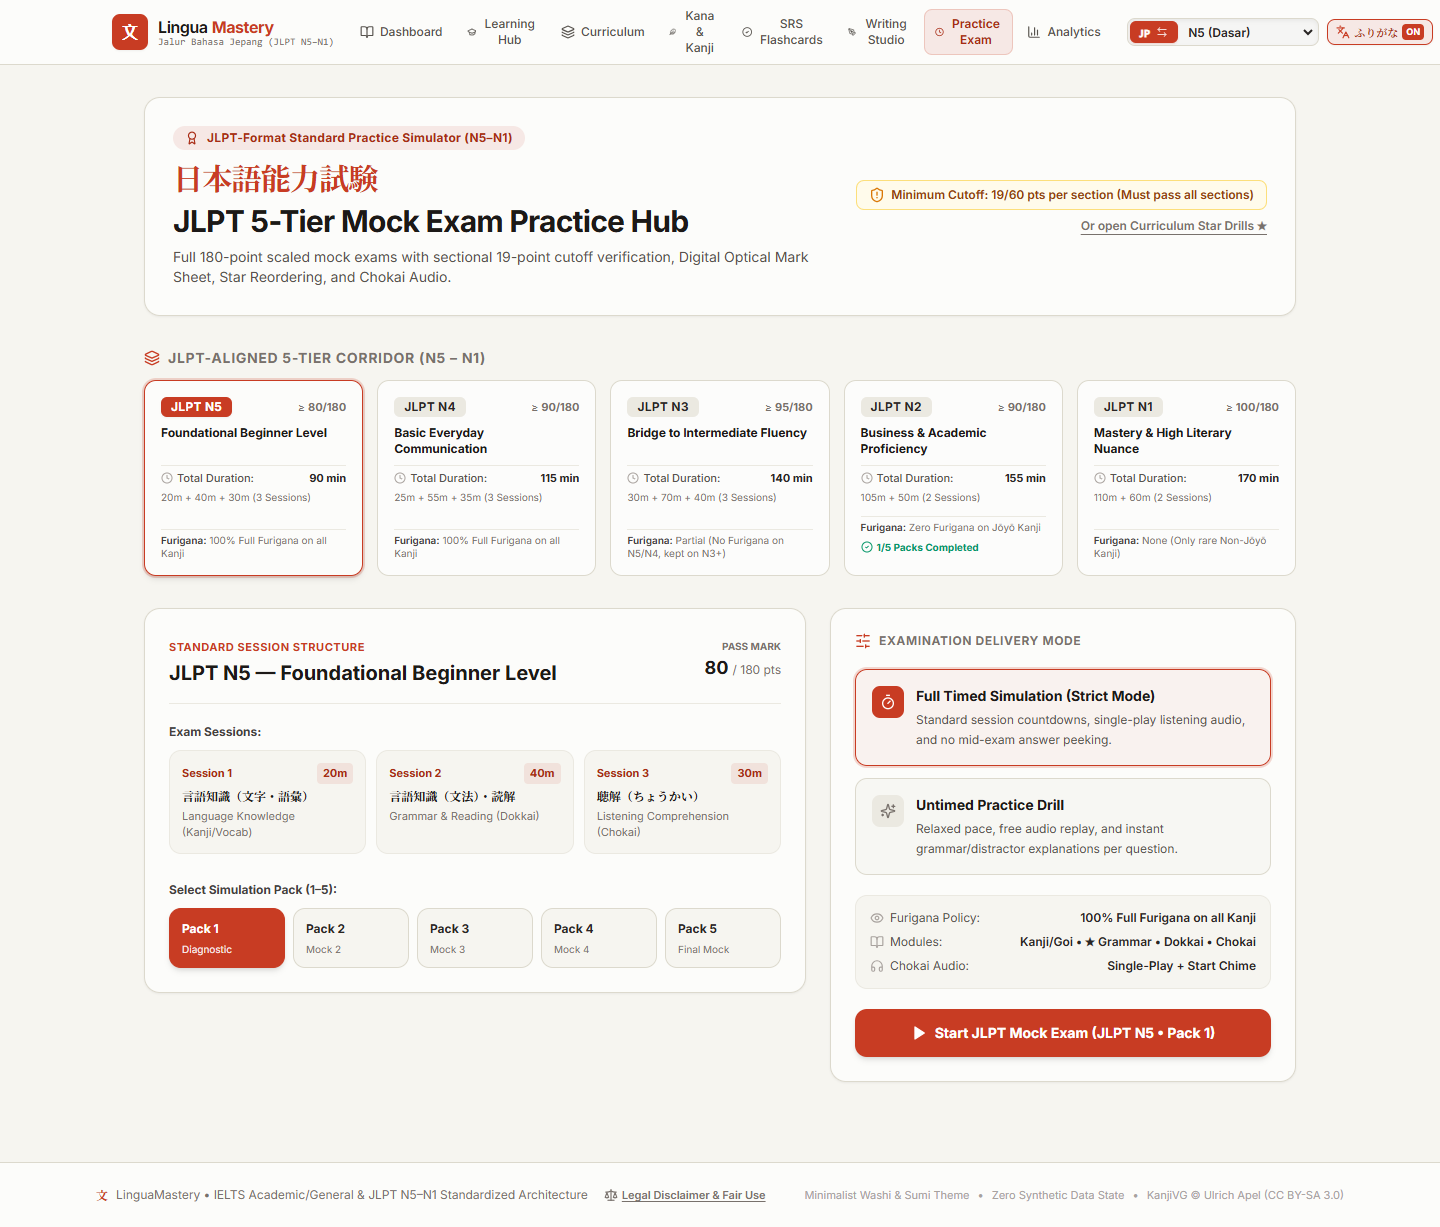 文
Lingua Mastery
Jalur Bahasa Jepang (JLPT N5-N1)
Dashboard
Learning
Hub
Curriculum
Kana
&
Kanji
SRS
Flashcards
Writing
Studio
Practice
Exam
Analytics
JP ⇆
N5 (Dasar)
ふりがな ON
JLPT-Format Standard Practice Simulator (N5–N1)
日本語能力試験
JLPT 5-Tier Mock Exam Practice Hub
Full 180-point scaled mock exams with sectional 19-point cutoff verification, Digital Optical Mark
Sheet, Star Reordering, and Chokai Audio.
Minimum Cutoff: 19/60 pts per section (Must pass all sections)
Or open Curriculum Star Drills ★
JLPT-ALIGNED 5-TIER CORRIDOR (N5 – N1)
JLPT N5
≥ 80/180
Foundational Beginner Level
Total Duration: 90 min
20m + 40m + 30m (3 Sessions)
Furigana: 100% Full Furigana on all
Kanji
JLPT N4
≥ 90/180
Basic Everyday
Communication
Total Duration: 115 min
25m + 55m + 35m (3 Sessions)
Furigana: 100% Full Furigana on all
Kanji
JLPT N3
≥ 95/180
Bridge to Intermediate Fluency
Total Duration: 140 min
30m + 70m + 40m (3 Sessions)
Furigana: Partial (No Furigana on
N5/N4, kept on N3+)
JLPT N2
≥ 90/180
Business & Academic
Proficiency
Total Duration: 155 min
105m + 50m (2 Sessions)
Furigana: Zero Furigana on Jōyō Kanji
1/5 Packs Completed
JLPT N1
≥ 100/180
Mastery & High Literary
Nuance
Total Duration: 170 min
110m + 60m (2 Sessions)
Furigana: None (Only rare Non-Jōyō
Kanji)
STANDARD SESSION STRUCTURE
JLPT N5 — Foundational Beginner Level
PASS MARK
80 / 180 pts
Exam Sessions:
Session 1 20m
言語知識（文字・語彙）
Language Knowledge
(Kanji/Vocab)
Session 2 40m
言語知識（文法）・読解
Grammar & Reading (Dokkai)
Session 3 30m
聴解（ちょうかい）
Listening Comprehension
(Chokai)
Select Simulation Pack (1–5):
Pack 1
Diagnostic
Pack 2
Mock 2
Pack 3
Mock 3
Pack 4
Mock 4
Pack 5
Final Mock
EXAMINATION DELIVERY MODE
Full Timed Simulation (Strict Mode)
Standard session countdowns, single-play listening audio,
and no mid-exam answer peeking.
Untimed Practice Drill
Relaxed pace, free audio replay, and instant
grammar/distractor explanations per question.
Furigana Policy: 100% Full Furigana on all Kanji
Modules: Kanji/Goi • ★ Grammar • Dokkai • Chokai
Chokai Audio: Single-Play + Start Chime
Start JLPT Mock Exam (JLPT N5 • Pack 1)
文 LinguaMastery • IELTS Academic/General & JLPT N5–N1 Standardized Architecture
Legal Disclaimer & Fair Use
Minimalist Washi & Sumi Theme • Zero Synthetic Data State • KanjiVG © Ulrich Apel (CC BY-SA 3.0)